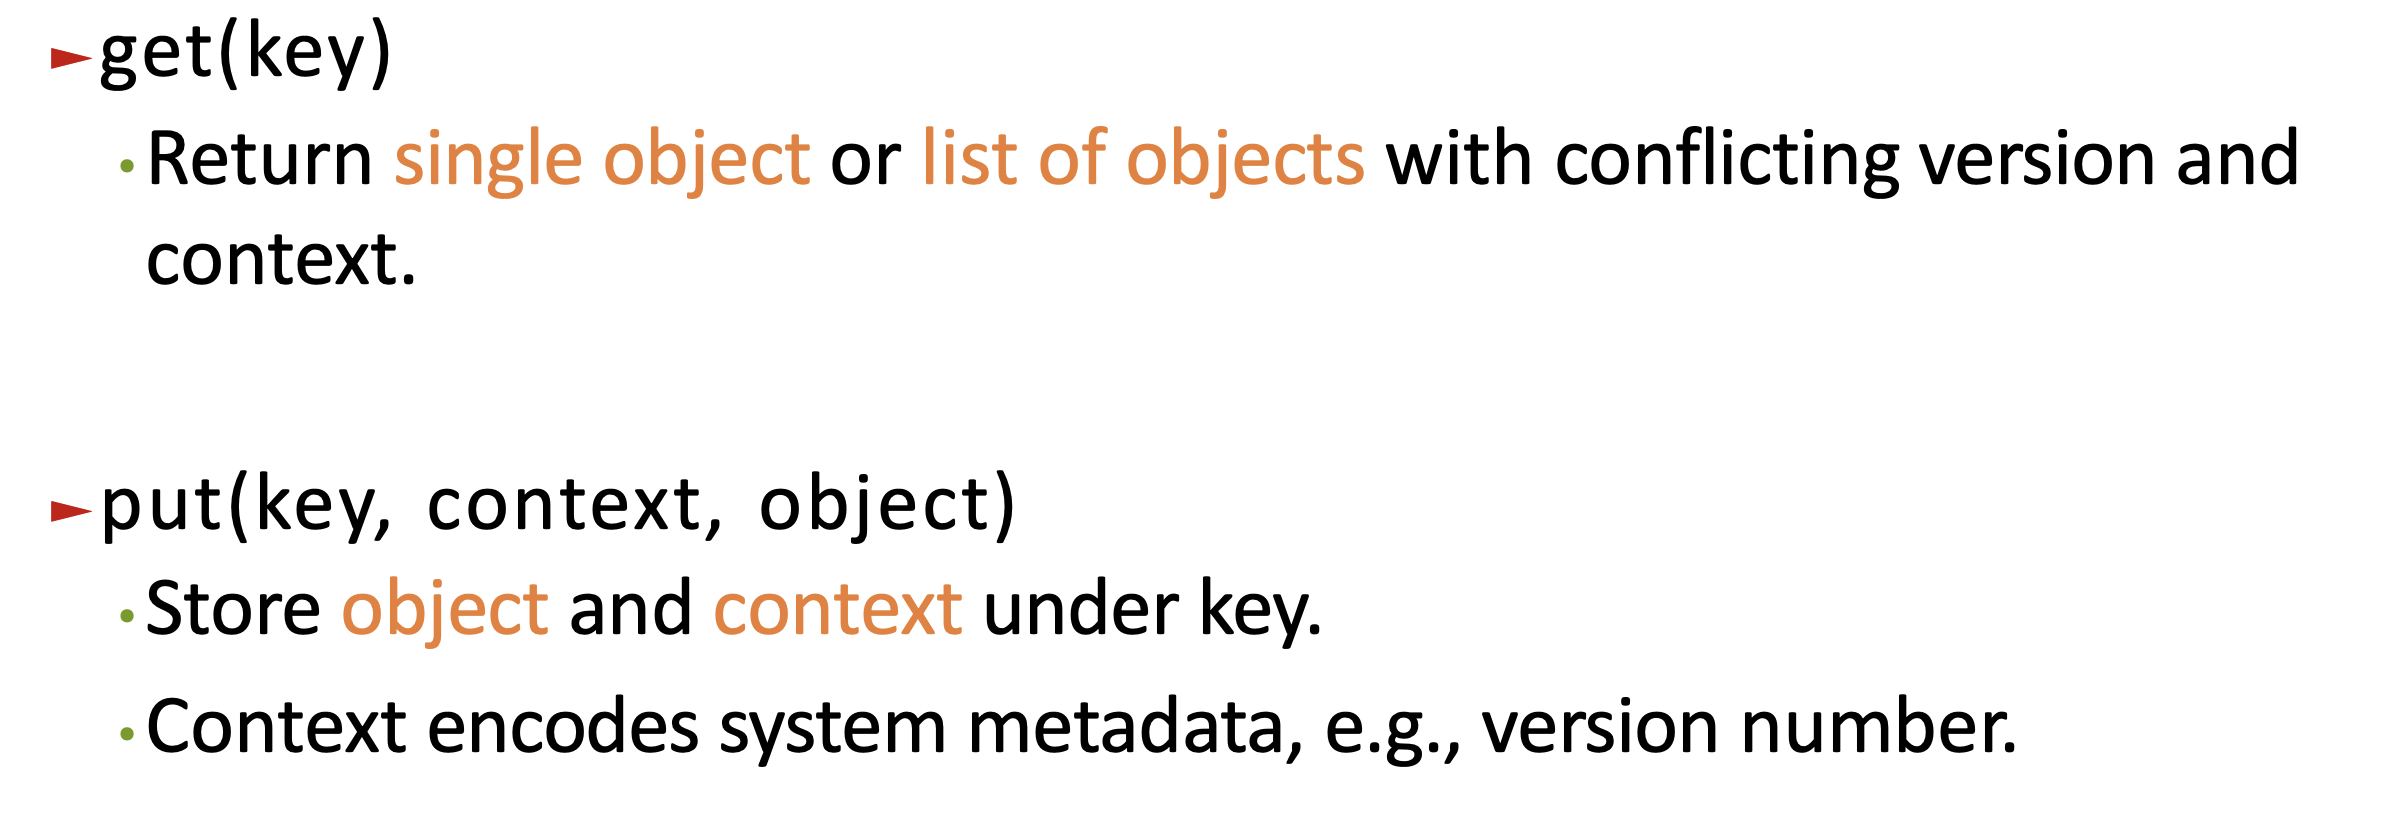 ►get(key)
•Return single object or list of objects with conflicting version and
context.
►put(key, context, object)
•Store object and context under key.
•Context encodes system metadata, e.g., version number.